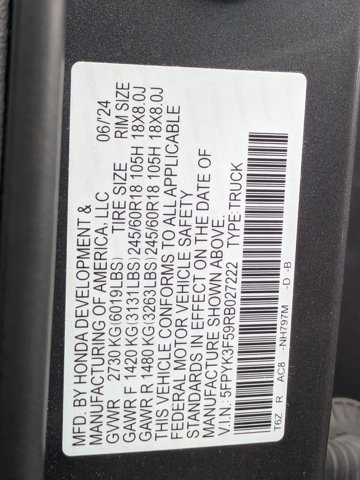 MFD. BY HONDA DEVELOPMENT &
MANUFACTURING OF AMERICA, LLC 06/'24
GVWR 2730 KG(6019LBS) TIRE SIZE RIM SIZE
GAWR F 1420 KG(3131LBS) 245/60R18 105H 18X8.0J
GAWR R 1480 KG(3263LBS) 245/60R18 105H 18X8.0J
THIS VEHICLE CONFORMS TO ALL APPLICABLE
FEDERAL MOTOR VEHICLE SAFETY
STANDARDS IN EFFECT ON THE DATE OF
MANUFACTURE SHOWN ABOVE.
V.I.N.: 5FPYK3F59RB027222 TYPE:TRUCK
T6Z R AC8 -NH797M -D -B